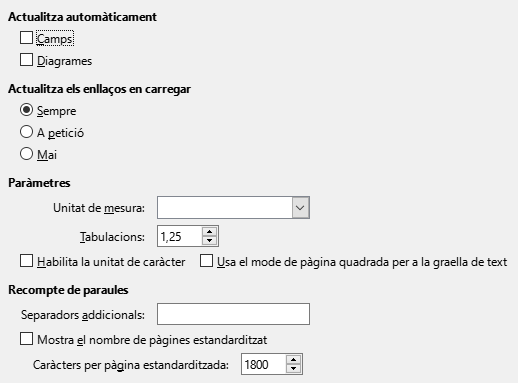 Actualitza automàticament
Camps
Diagrames
Actualitza els enllaços en carregar
Sempre
A petició
Mai
Paràmetres
Unitat de mesura:
Tabulacions: 1,25
Habilita la unitat de caràcter Usa el mode de pàgina quadrada per a la graella de text
Recompte de paraules
Separadors addicionals:
Mostra el nombre de pàgines estandarditzat
Caràcters per pàgina estandarditzada: 1800